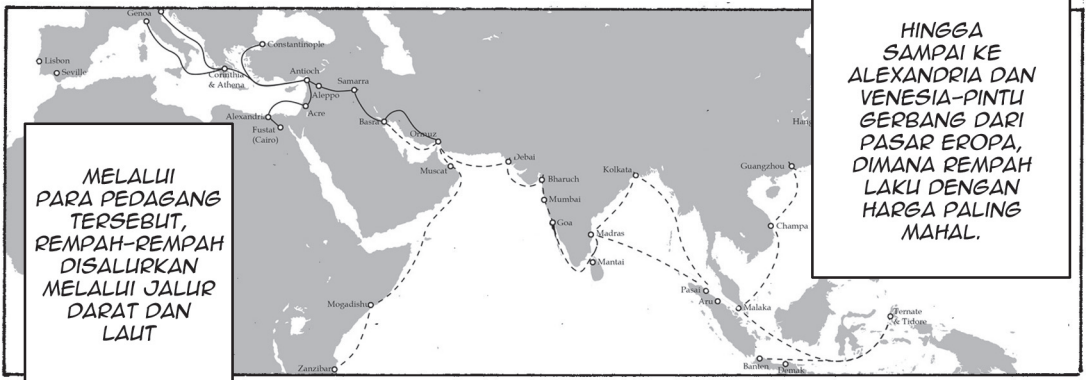 MELALUI
PARA PEDAGANG
TERSEBUT,
REMPAH-REMPAH
DISALURKAN
MELALUI JALUR
DARAT DAN
LAUT
HINGGA
SAMPAI KE
ALEXANDRIA DAN
VENESIA-PINTU
GERBANG DARI
PASAR EROPA,
DIMANA REMPAH
LAKU DENGAN
HARGA PALING
MAHAL.
Genoa
Lisbon
Seville
Constantinople
Corinthia
& Athena
Antioch
Aleppo
Samarra
Alexandria
Acre
Fustat
(Cairo)
Basra
Ormuz
Muscat
Debai
Bharuch
Mumbai
Goa
Kolkata
Madras
Mantai
Guangzhou
Champa
Pasai
Aru
Malaka
Ternate
& Tidore
Banten
Demak
Mogadishu
Zanzibar